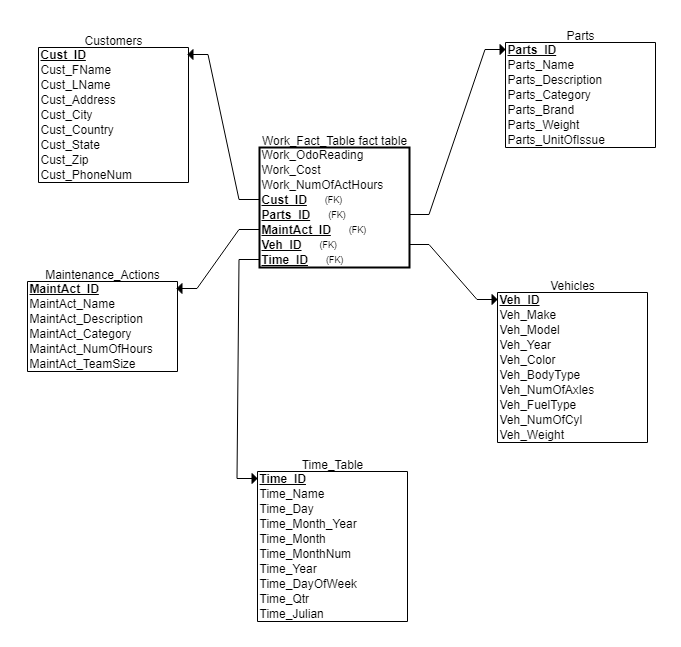 Customers
Cust_ID
Cust_FName
Cust_LName
Cust_Address
Cust_City
Cust_Country
Cust_State
Cust_Zip
Cust_PhoneNum
Parts
Parts_ID
Parts_Name
Parts_Description
Parts_Category
Parts_Brand
Parts_Weight
Parts_UnitOfIssue
Work_Fact_Table fact table
Work_OdoReading
Work_Cost
Work_NumOfActHours
Cust_ID (FK)
Parts_ID (FK)
MaintAct_ID (FK)
Veh_ID (FK)
Time_ID (FK)
Maintenance_Actions
MaintAct_ID
MaintAct_Name
MaintAct_Description
MaintAct_Category
MaintAct_NumOfHours
MaintAct_TeamSize
Vehicles
Veh_ID
Veh_Make
Veh_Model
Veh_Year
Veh_Color
Veh_BodyType
Veh_NumOfAxles
Veh_FuelType
Veh_NumOfCyl
Veh_Weight
Time_Table
Time_ID
Time_Name
Time_Day
Time_Month_Year
Time_Month
Time_MonthNum
Time_Year
Time_DayOfWeek
Time_Qtr
Time_Julian